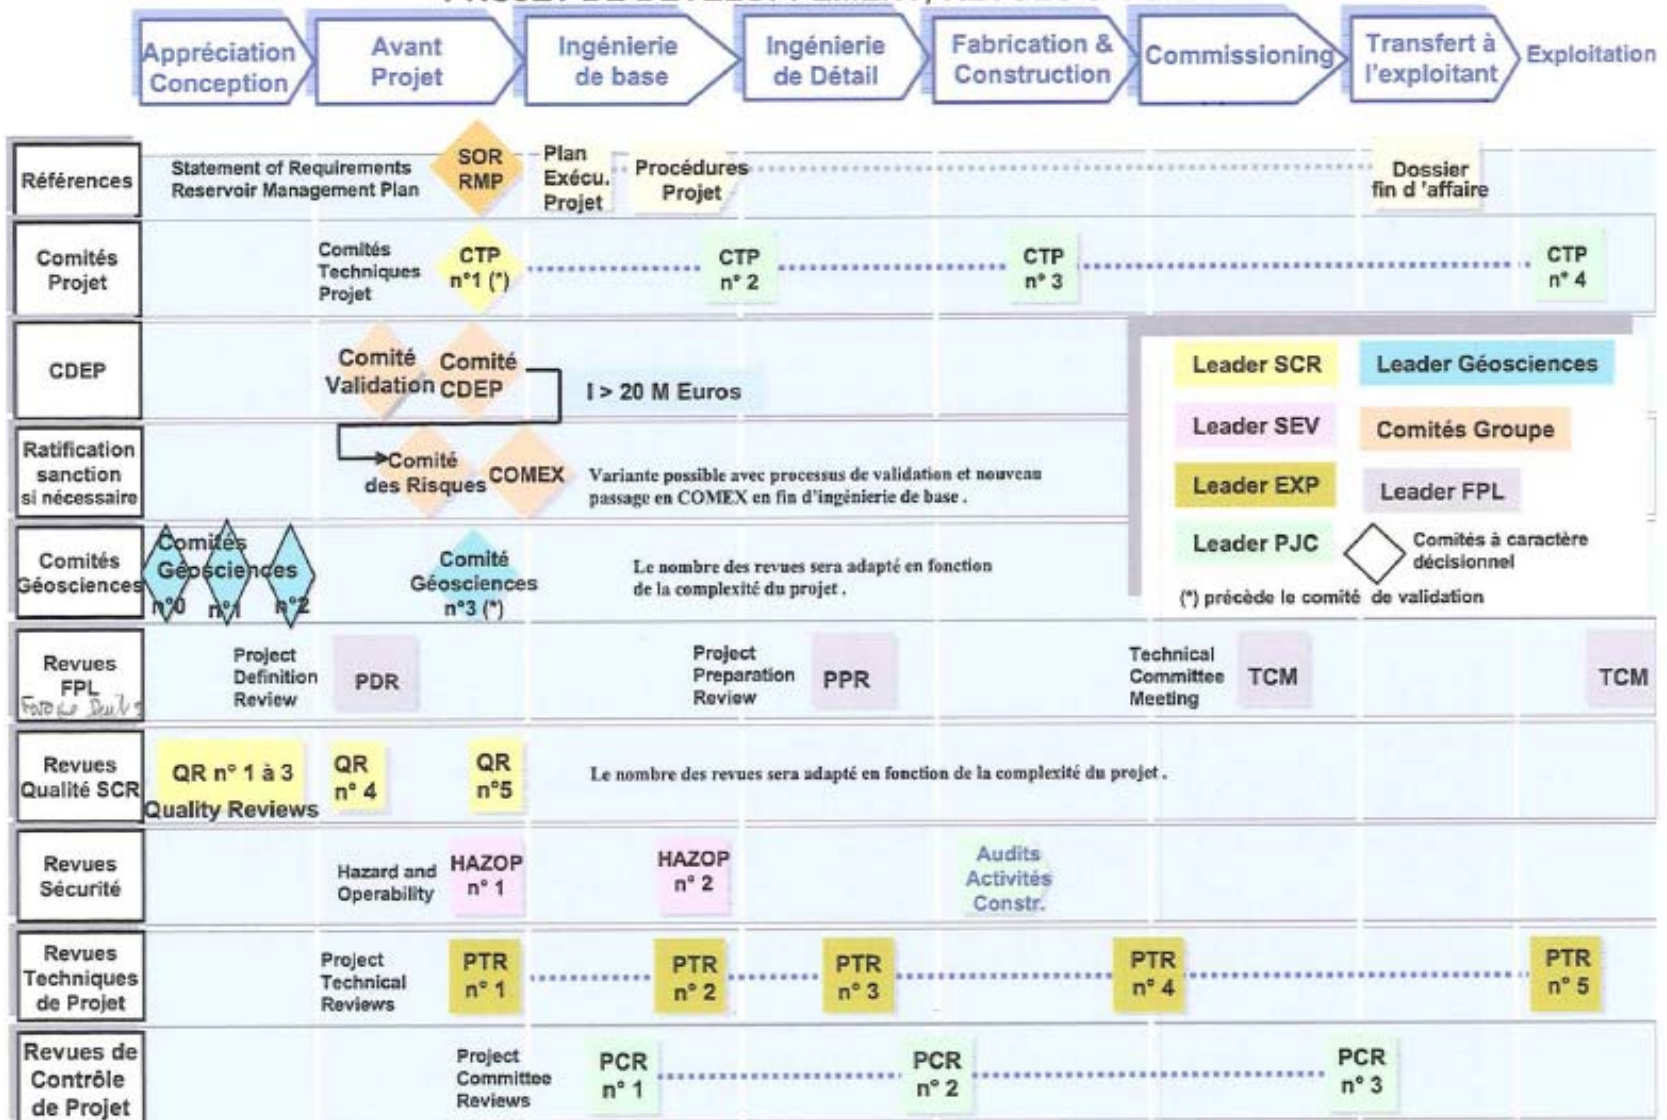 Appréciation
Conception
Avant
Projet
Ingénierie
de base
Ingénierie
de Détail
Fabrication &
Construction
Commissioning
Transfert à
l'exploitant
Exploitation
Références
Statement of Requirements
Reservoir Management Plan
SOR
RMP
Plan
Exécu.
Projet
Procédures
Projet
Dossier
fin d 'affaire
Comités
Projet
Comités
Techniques
Projet
CTP
n°1 (*)
CTP
n° 2
CTP
n° 3
CTP
n° 4
CDEP
Comité
Validation
Comité
CDEP
I > 20 M Euros
Leader SCR
Leader Géosciences
Leader SEV
Comités Groupe
Leader EXP
Leader FPL
Leader PJC
Comités à caractère
décisionnel
(*) précède le comité de validation
Ratification
sanction
si nécessaire
Comité
des Risques
COMEX
Variante possible avec processus de validation et nouveau
passage en COMEX en fin d'ingénierie de base .
Comités
Géosciences
Comités
Géosciences
n°0
n°1
n°2
Comité
Géosciences
n°3 (*)
Le nombre des revues sera adapté en fonction
de la complexité du projet .
Revues
FPL
Project
Definition
Review
PDR
Project
Preparation
Review
PPR
Technical
Committee
Meeting
TCM
TCM
Revues
Qualité SCR
QR n° 1 à 3
Quality Reviews
QR
n° 4
QR
n°5
Le nombre des revues sera adapté en fonction de la complexité du projet .
Revues
Sécurité
Hazard and
Operability
HAZOP
n° 1
HAZOP
n° 2
Audits
Activités
Constr.
Revues
Techniques
de Projet
Project
Technical
Reviews
PTR
n° 1
PTR
n° 2
PTR
n° 3
PTR
n° 4
PTR
n° 5
Revues de
Contrôle
de Projet
Project
Committee
Reviews
PCR
n° 1
PCR
n° 2
PCR
n° 3